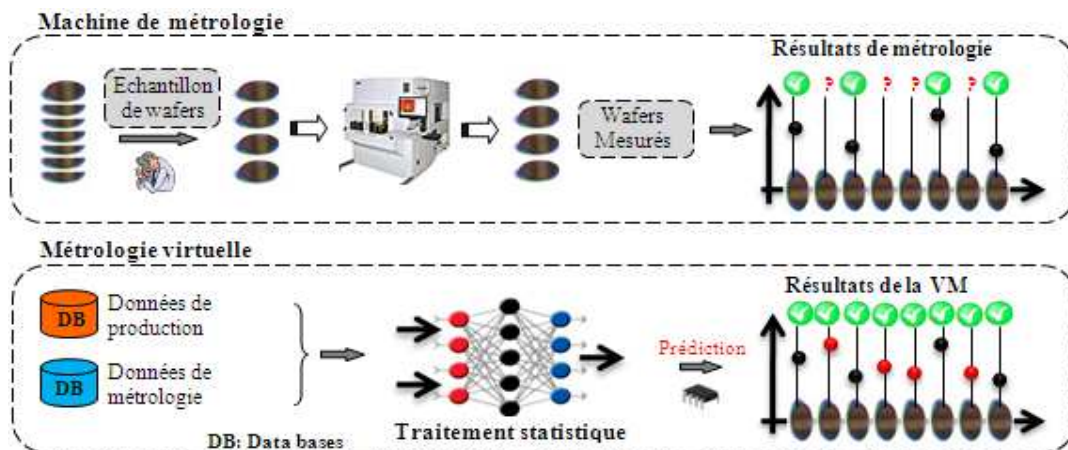 Machine de métrologie
Echantillon
de wafers
Wafers
Mesurés
Résultats de métrologie
? ? ? ?
Métrologie virtuelle
DB
Données de
production
DB
Données de
métrologie
DB: Data bases
Traitement statistique
Prédiction
Résultats de la VM